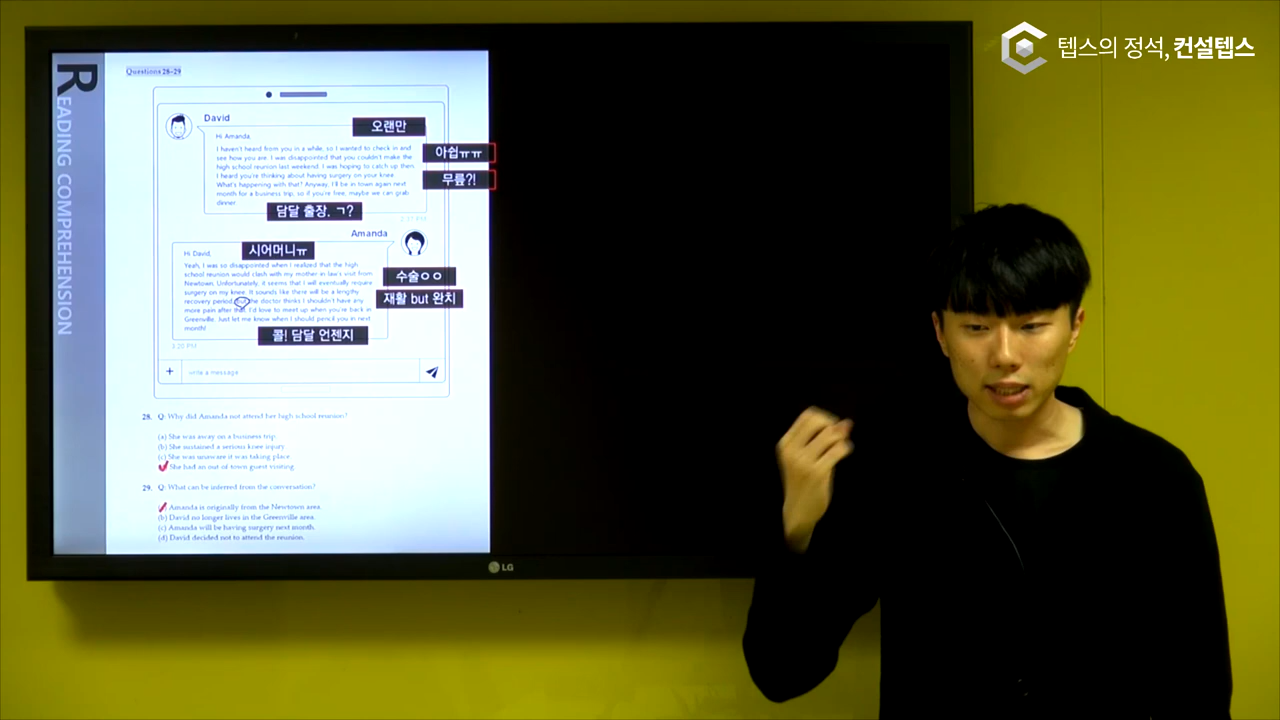 텝스의 정석, 컨설텝스
READING COMPREHENSION
Questions 28-29
David
Hi Amanda,
I haven't heard from you in a while, so I wanted to check in and
see how you are. I was disappointed that you couldn't make the
high school reunion last weekend. I was hoping to catch up then.
I heard you're thinking about having surgery on your knee.
What's happening with that? Anyway, I'll be in town again next
month for a business trip, so if you're free, maybe we can grab
dinner.
오랜만
아쉽ㅠㅠ
무릎?!
담달 출장. ㄱ?
2:37 PM
Amanda
Hi David,
시어머니ㅠ
Yeah, I was so disappointed when I realized that the high
school reunion would clash with my mother in law's visit from
Newtown. Unfortunately, it seems that I will eventually require
surgery on my knee. It sounds like there will be a lengthy
recovery period, but the doctor thinks I shouldn't have any
more pain after that. I'd love to meet up when you're back in
Greenville. Just let me know when I should pencil you in next
month!
수술ㅇㅇ
재활 but 완치
콜! 담달 언젠지
3:20 PM
+ write a message
28. Q: Why did Amanda not attend her high school reunion?
(a) She was away on a business trip.
(b) She sustained a serious knee injury.
(c) She was unaware it was taking place.
She had an out of town guest visiting.
29. Q: What can be inferred from the conversation?
(a) Amanda is originally from the Newtown area.
(b) David no longer lives in the Greenville area.
(c) Amanda will be having surgery next month.
(d) David decided not to attend the reunion.
LG